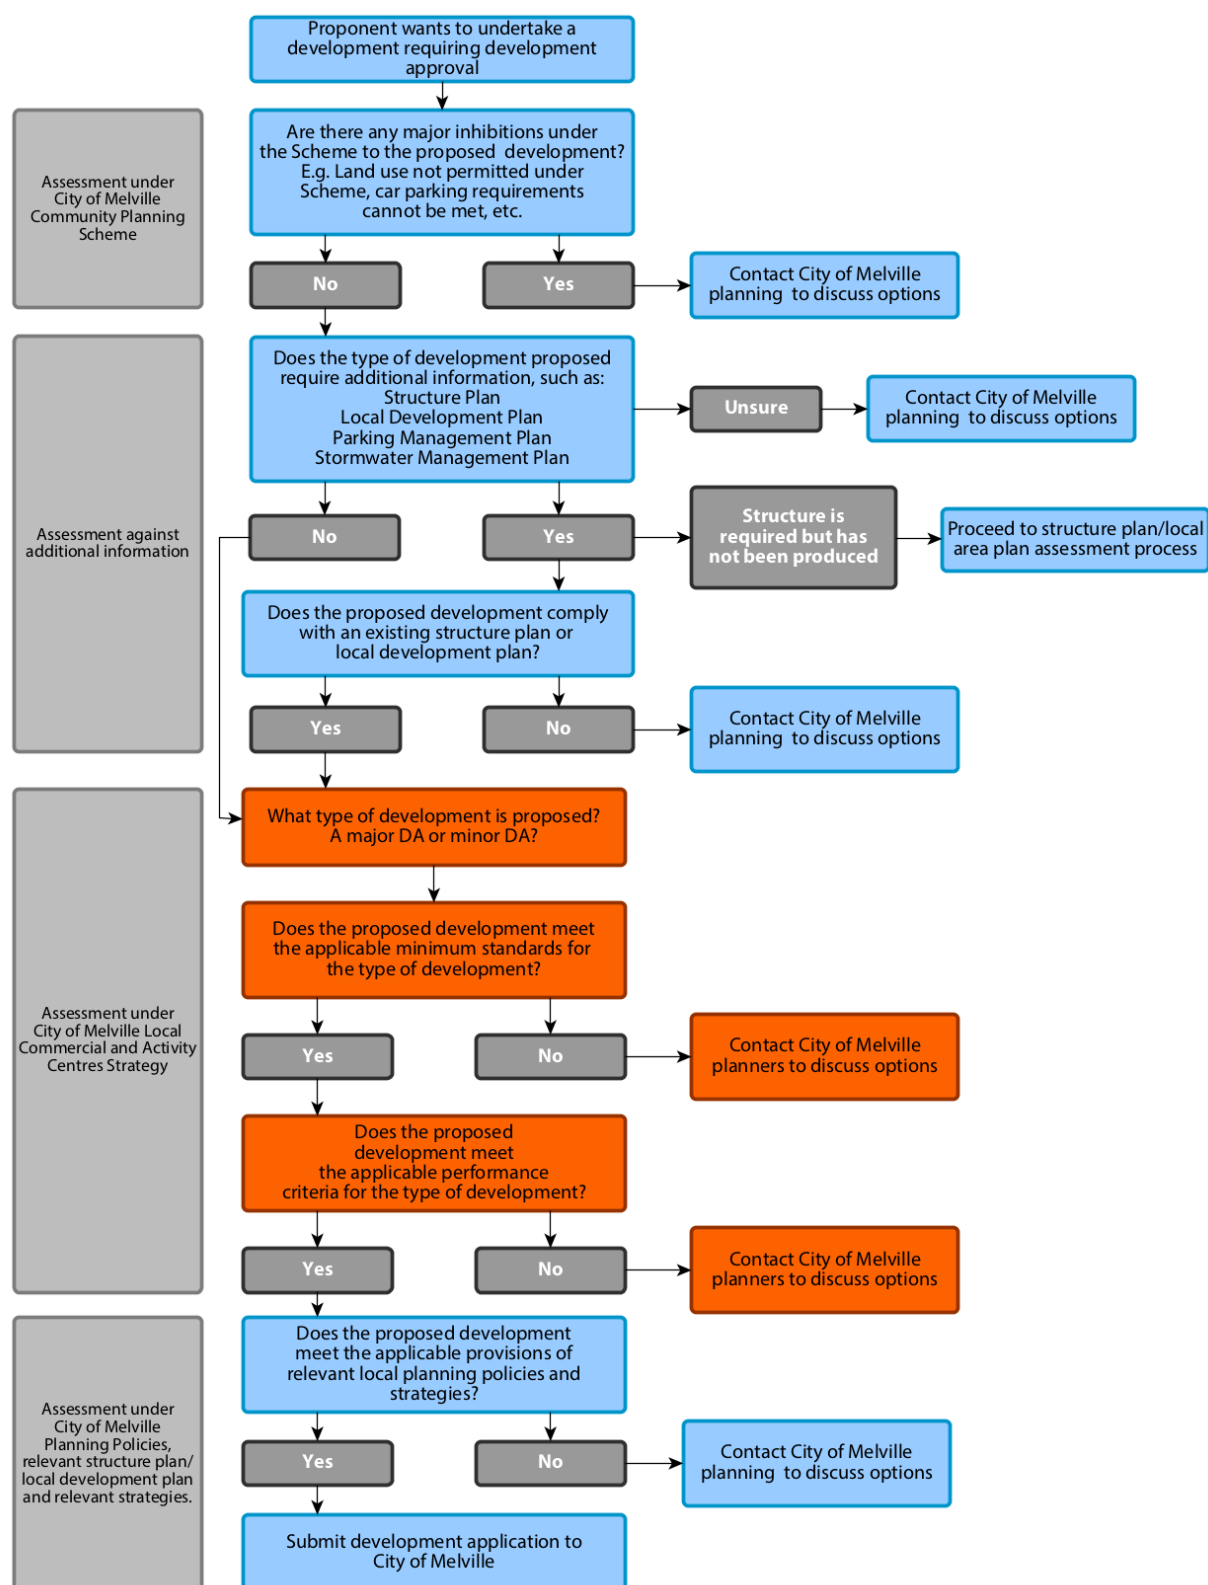 Proponent wants to undertake a
development requiring development
approval
Assessment under
City of Melville
Community Planning
Scheme
Are there any major inhibitions under
the Scheme to the proposed development?
E.g. Land use not permitted under
Scheme, car parking requirements
cannot be met, etc.
No
Yes
Contact City of Melville
planning to discuss options
Assessment against
additional information
Does the type of development proposed
require additional information, such as:
Structure Plan
Local Development Plan
Parking Management Plan
Stormwater Management Plan
Unsure
Contact City of Melville
planning to discuss options
No
Yes
Structure is
required but has
not been produced
Proceed to structure plan/local
area plan assessment process
Does the proposed development comply
with an existing structure plan or
local development plan?
Yes
No
Contact City of Melville
planning to discuss options
Assessment under
City of Melville Local
Commercial and Activity
Centres Strategy
What type of development is proposed?
A major DA or minor DA?
Does the proposed development meet
the applicable minimum standards for
the type of development?
Yes
No
Contact City of Melville
planners to discuss options
Does the proposed
development meet
the applicable performance
criteria for the type of development?
Yes
No
Contact City of Melville
planners to discuss options
Assessment under
City of Melville
Planning Policies,
relevant structure plan/
local development plan
and relevant strategies.
Does the proposed development
meet the applicable provisions of
relevant local planning policies and
strategies?
Yes
No
Contact City of Melville
planning to discuss options
Submit development application to
City of Melville